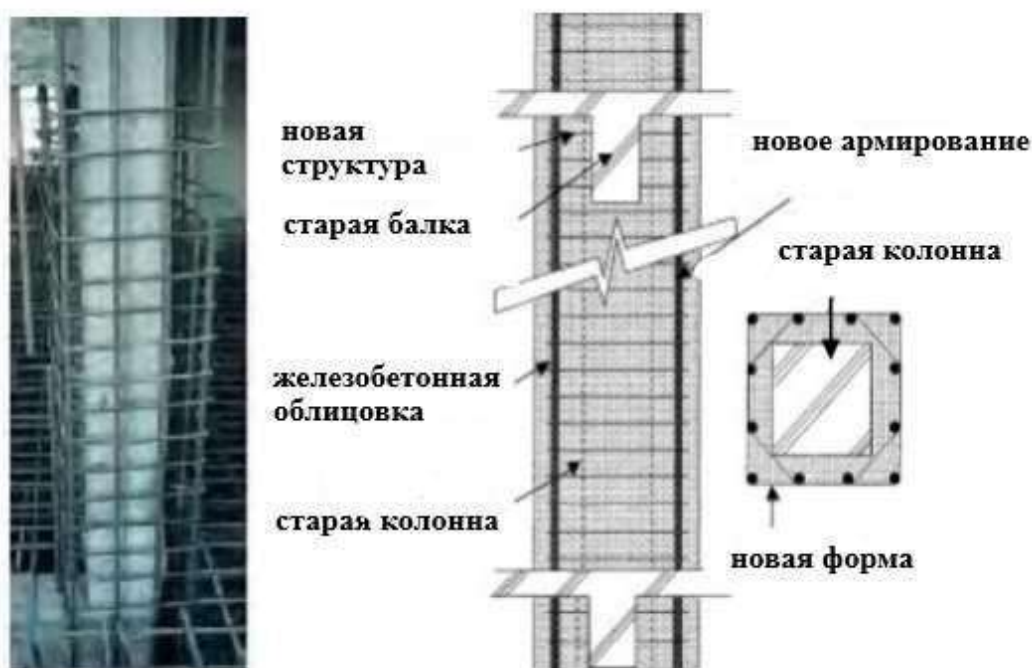 новая
структура
старая балка
железобетонная
облицовка
старая колонна
новое армирование
старая колонна
новая форма